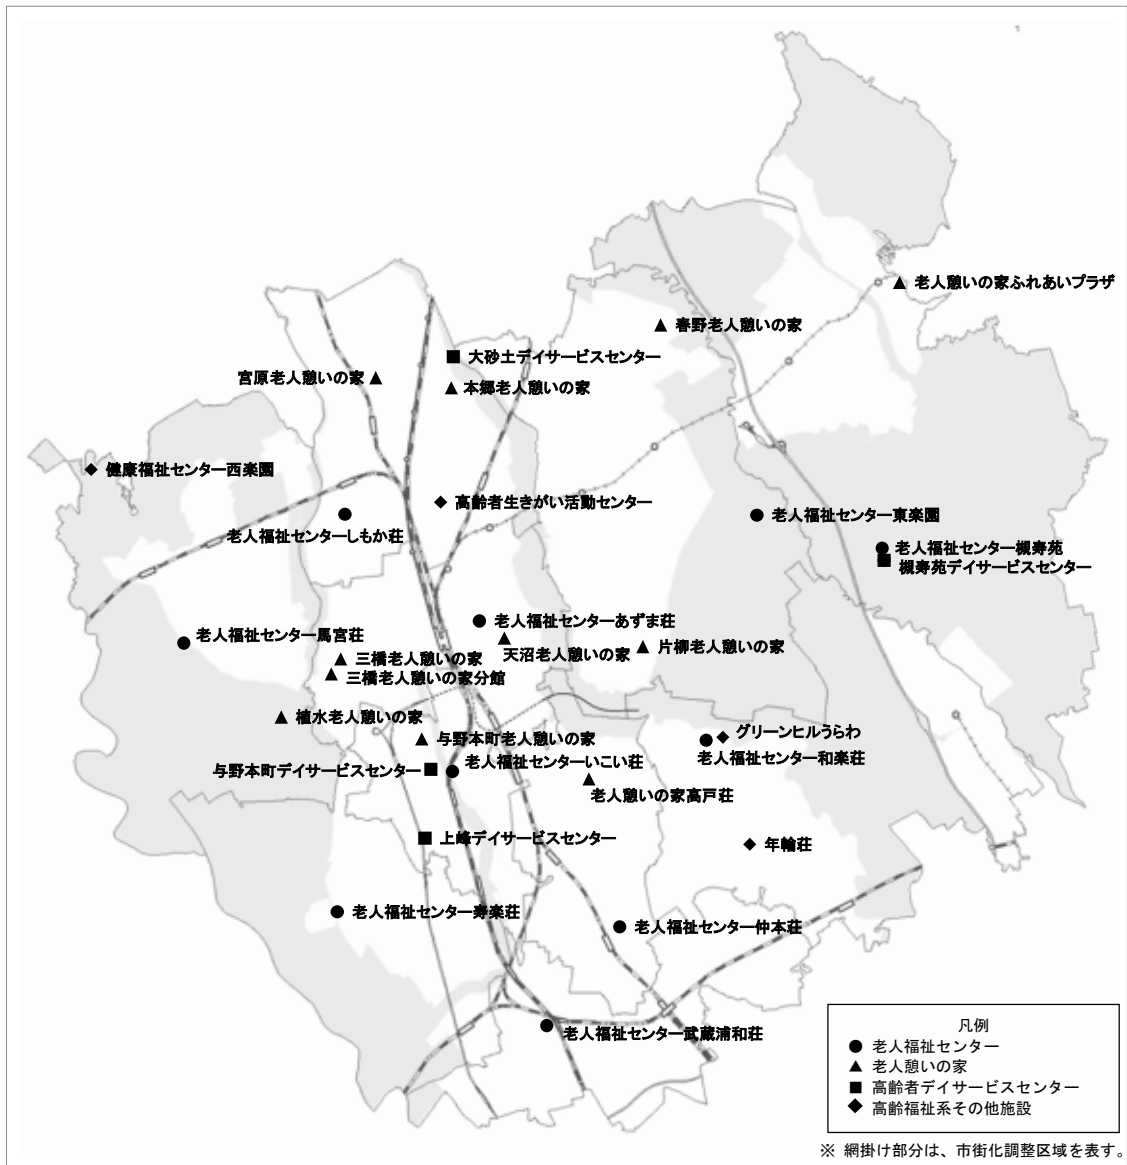 老人憩いの家ふれあいプラザ
春野老人憩いの家
大砂土デイサービスセンター
宮原老人憩いの家
本郷老人憩いの家
健康福祉センター西楽園
高齢者生きがい活動センター
老人福祉センター東楽園
老人福祉センターしもか荘
老人福祉センター槻寿苑
槻寿苑デイサービスセンター
老人福祉センターあずま荘
老人福祉センター馬宮荘
天沼老人憩いの家
片柳老人憩いの家
三橋老人憩いの家
三橋老人憩いの家分館
植水老人憩いの家
グリーンヒルうらわ
与野本町老人憩いの家
老人福祉センター和楽荘
老人福祉センターいこい荘
与野本町デイサービスセンター
老人憩いの家高戸荘
上峰デイサービスセンター
年輪荘
老人福祉センター寿楽荘
老人福祉センター仲本荘
老人福祉センター武蔵浦和荘
凡例
● 老人福祉センター
▲ 老人憩いの家
■ 高齢者デイサービスセンター
◆ 高齢福祉系その他施設
※ 網掛け部分は、市街化調整区域を表す。